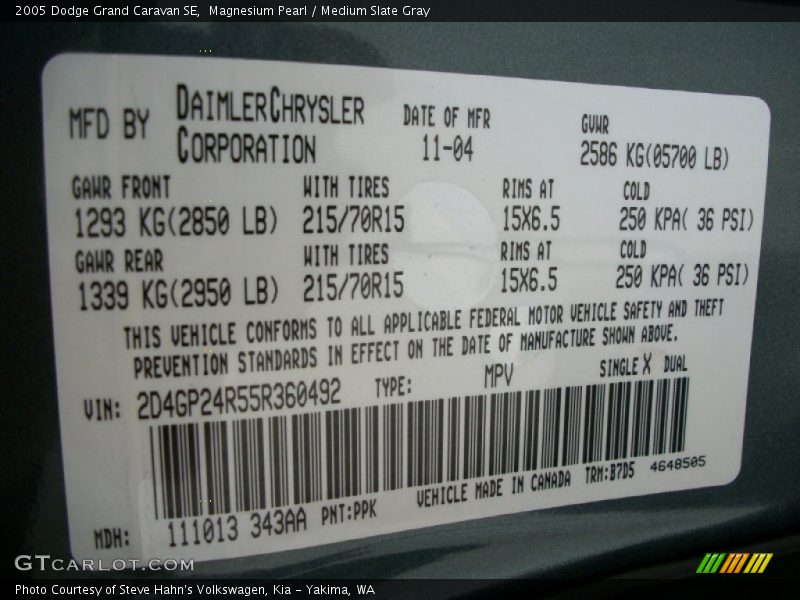 2005 Dodge Grand Caravan SE, Magnesium Pearl / Medium Slate Gray
MFD BY DAIMLERCHRYSLER CORPORATION DATE OF MFR 11-04 GVWR 2586 KG(05700 LB)
GAWR FRONT WITH TIRES RIMS AT COLD
1293 KG(2850 LB) 215/70R15 15X6.5 250 KPA( 36 PSI)
GAWR REAR WITH TIRES RIMS AT COLD
1339 KG(2950 LB) 215/70R15 15X6.5 250 KPA( 36 PSI)
THIS VEHICLE CONFORMS TO ALL APPLICABLE FEDERAL MOTOR VEHICLE SAFETY AND THEFT
PREVENTION STANDARDS IN EFFECT ON THE DATE OF MANUFACTURE SHOWN ABOVE.
VIN: 2D4GP24R55R360492 TYPE: MPV SINGLE X DUAL
MDH: 111013 343AA PNT:PPK VEHICLE MADE IN CANADA TRM:B7D5 4648505
GTCARLOT.COM
Photo Courtesy of Steve Hahn's Volkswagen, Kia - Yakima, WA